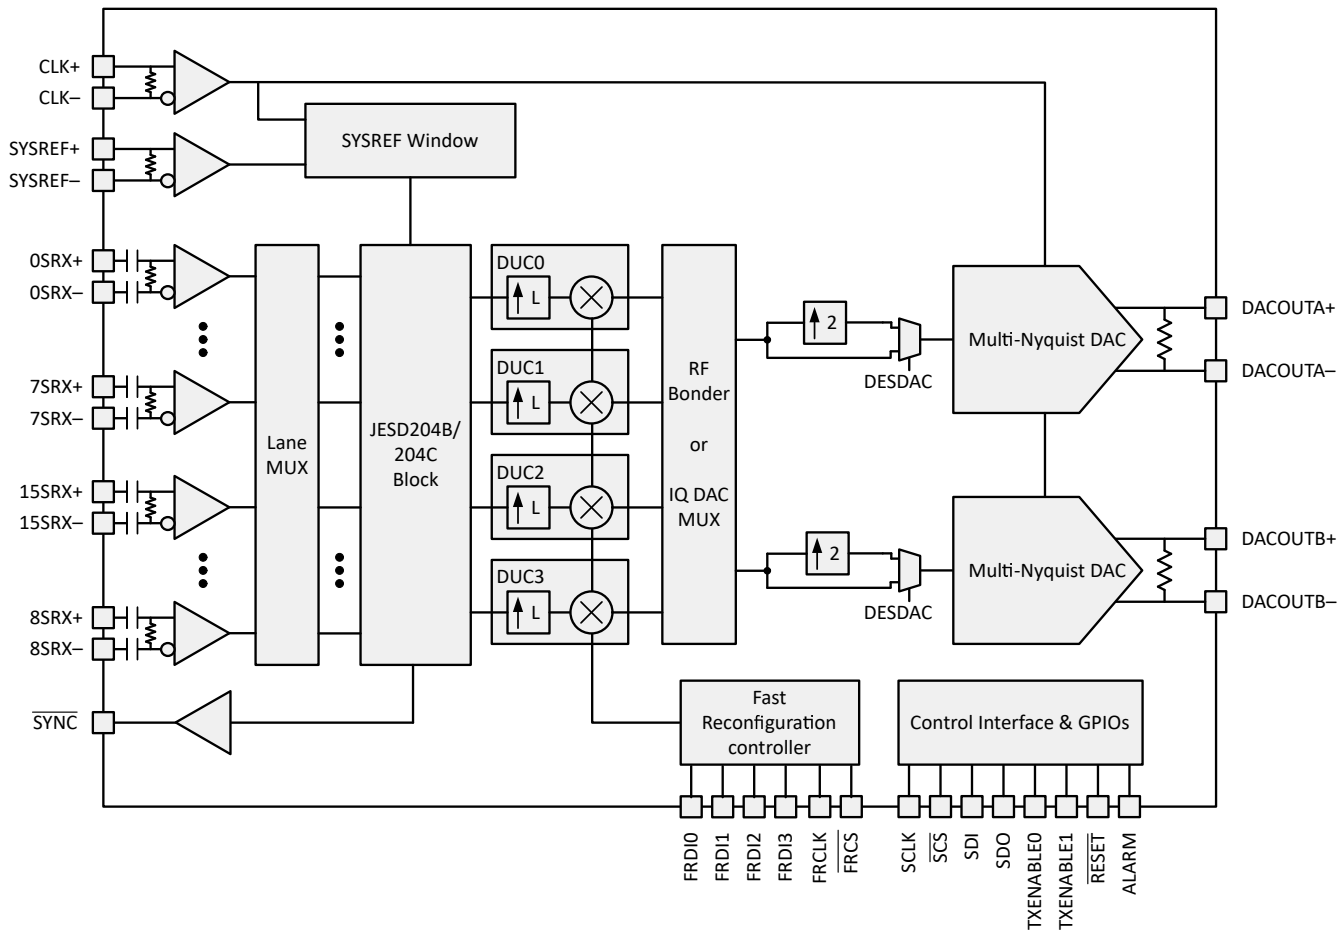 CLK+
CLK–
SYSREF+
SYSREF–
SYSREF Window
0SRX+
0SRX–
7SRX+
7SRX–
15SRX+
15SRX–
8SRX+
8SRX–
SYNC
Lane
MUX
JESD204B/
204C
Block
DUC0
L
DUC1
L
DUC2
L
DUC3
L
RF
Bonder
or
IQ DAC
MUX
2
DESDAC
Multi-Nyquist DAC
DACOUTA+
DACOUTA–
2
DESDAC
Multi-Nyquist DAC
DACOUTB+
DACOUTB–
Fast
Reconfiguration
controller
Control Interface & GPIOs
FRDI0
FRDI1
FRDI2
FRDI3
FRCLK
FRCS
SCLK
SCS
SDI
SDO
TXENABLE0
TXENABLE1
RESET
ALARM